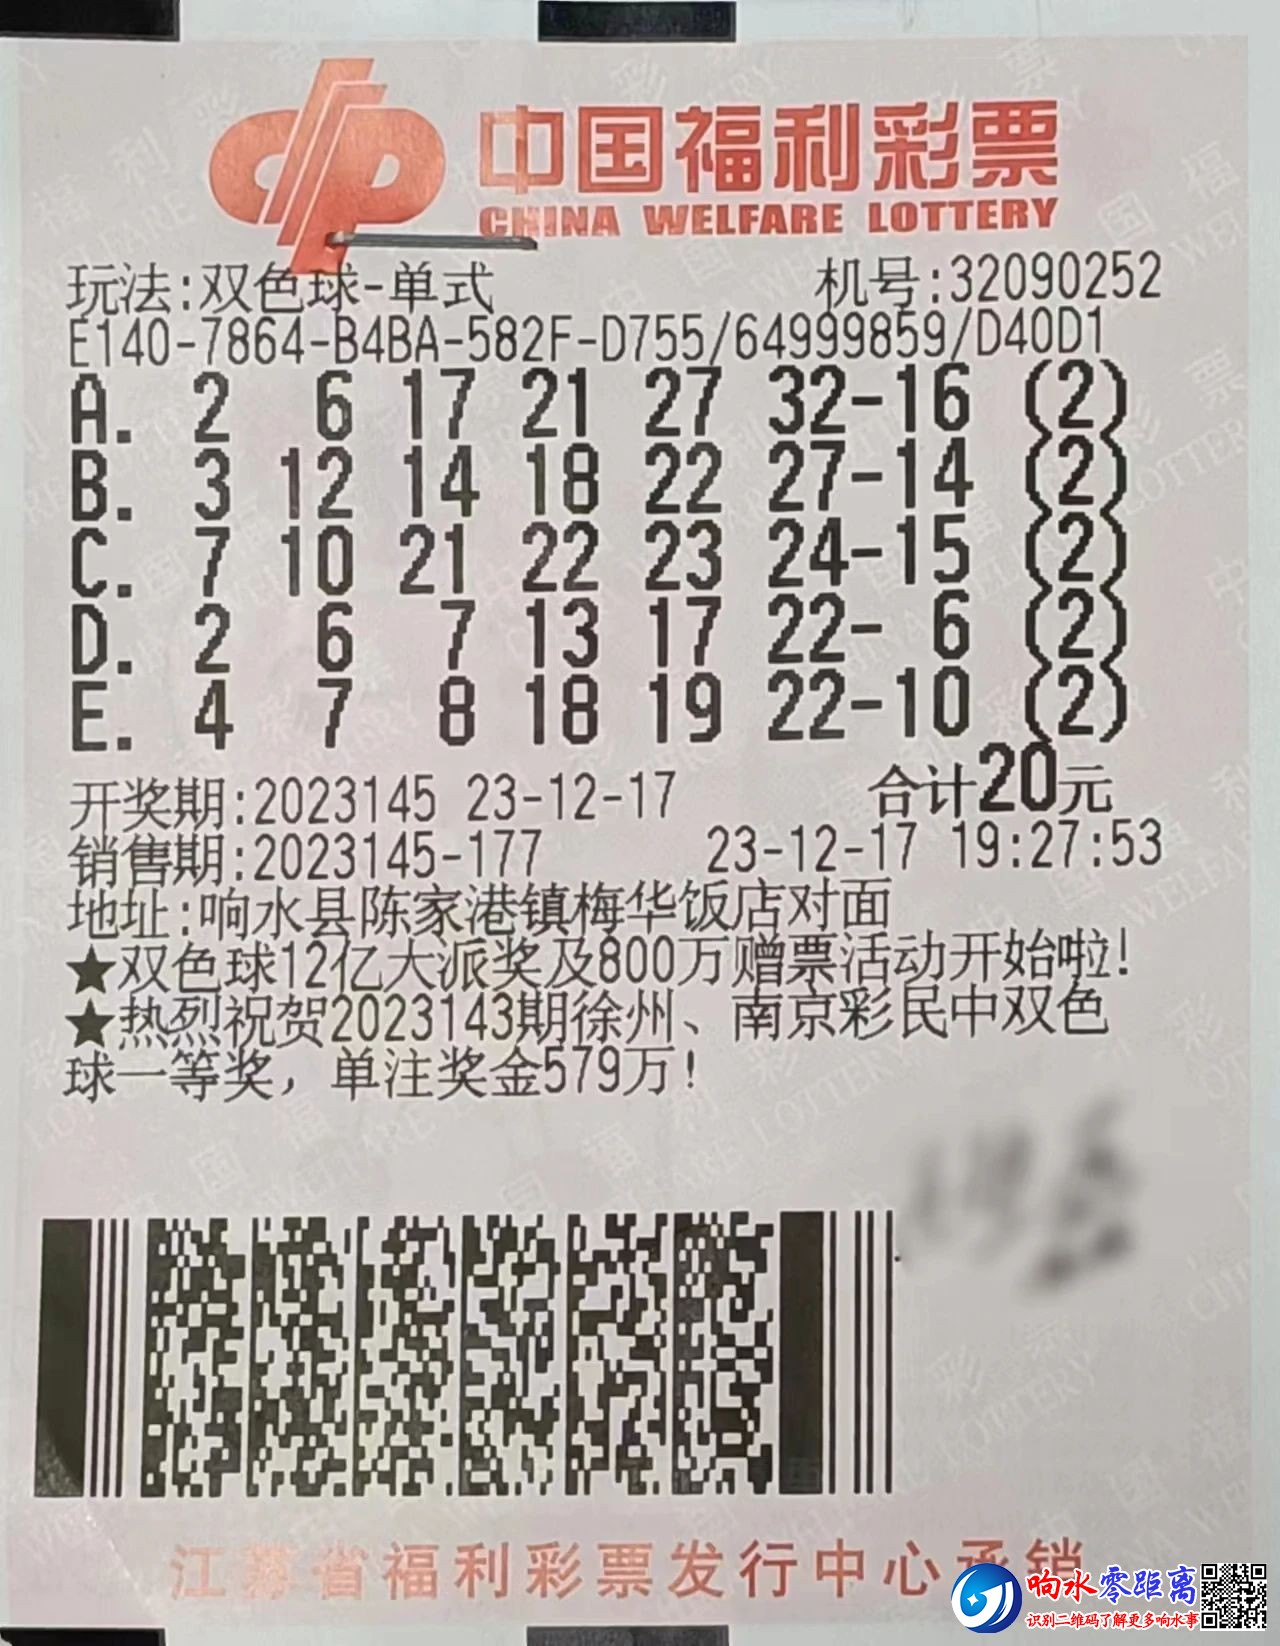 中国福利彩票
CHINA WELFARE LOTTERY
玩法:双色球-单式 机号:32090252
E140-7864-B4BA-582F-D755/64999859/D40D1
A. 2 6 17 21 27 32-16 (2)
B. 3 12 14 18 22 27-14 (2)
C. 7 10 21 22 23 24-15 (2)
D. 2 6 7 13 17 22- 6 (2)
E. 4 7 8 18 19 22-10 (2)
开奖期:2023145 23-12-17 合计20元
销售期:2023145-177 23-12-17 19:27:53
地址:响水县陈家港镇梅华饭店对面
★双色球12亿大派奖及800万赠票活动开始啦!
★热烈祝贺2023143期徐州、南京彩民中双色
球一等奖，单注奖金579万!
江苏省福利彩票发行中心承销
响水零距离
识别二维码了解更多响水事